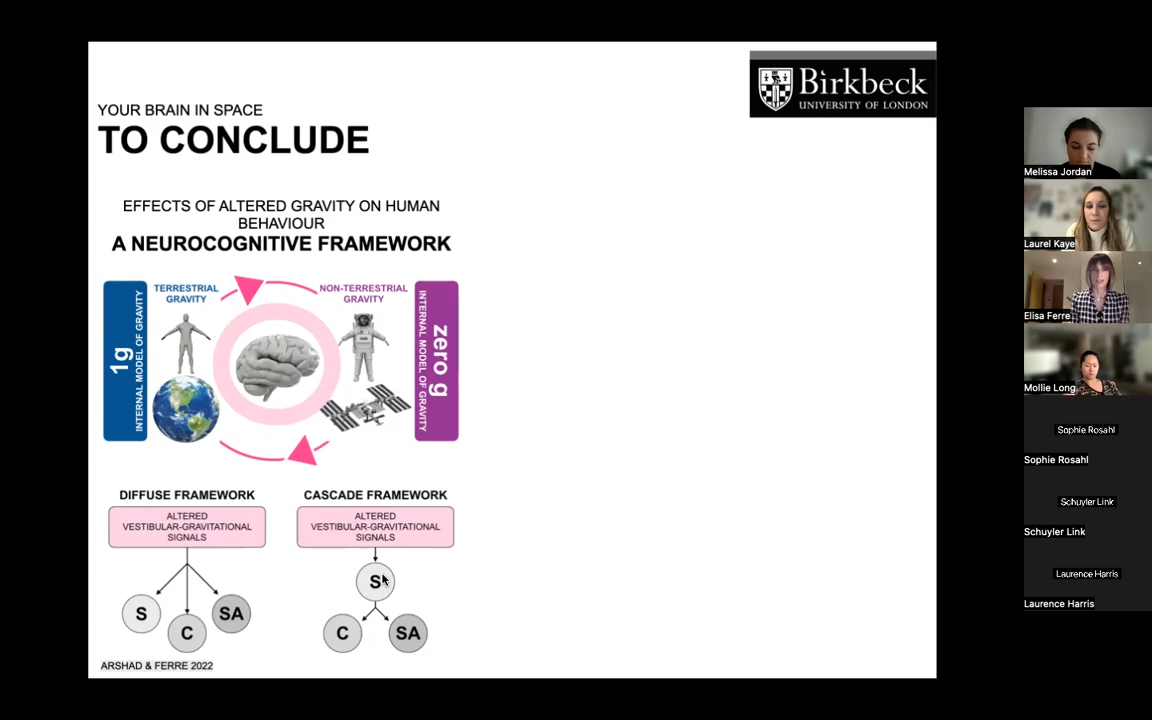 YOUR BRAIN IN SPACE
TO CONCLUDE
Birkbeck
UNIVERSITY OF LONDON
EFFECTS OF ALTERED GRAVITY ON HUMAN
BEHAVIOUR
A NEUROCOGNITIVE FRAMEWORK
1g
INTERNAL MODEL OF GRAVITY
TERRESTRIAL
GRAVITY
NON-TERRESTRIAL
GRAVITY
zero g
INTERNAL MODEL OF GRAVITY
DIFFUSE FRAMEWORK
ALTERED
VESTIBULAR-GRAVITATIONAL
SIGNALS
S
C
SA
CASCADE FRAMEWORK
ALTERED
VESTIBULAR-GRAVITATIONAL
SIGNALS
S
C
SA
ARSHAD & FERRE 2022
Melissa Jordan
Laurel Kaye
Elisa Ferre
Mollie Long
Sophie Rosahl
Sophie Rosahl
Schuyler Link
Schuyler Link
Laurence Harris
Laurence Harris